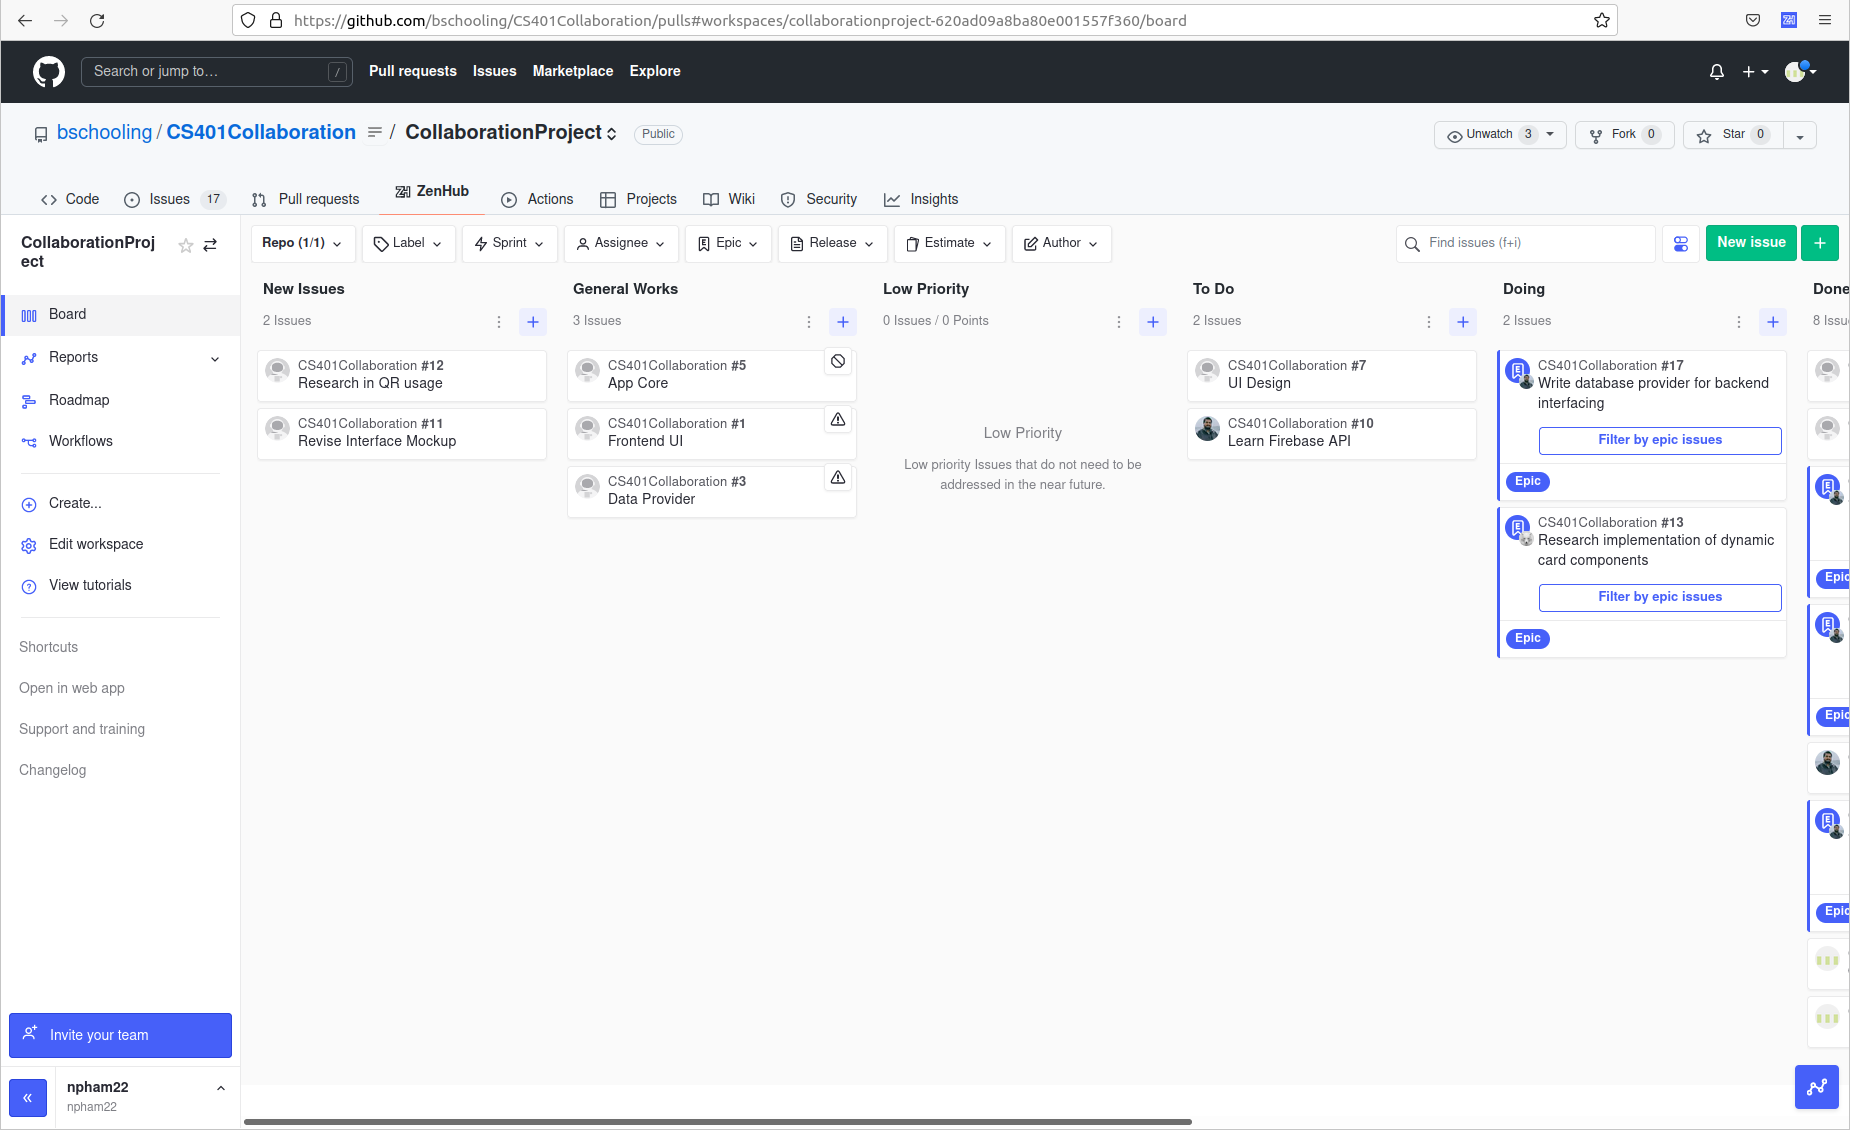 https://github.com/bschooling/CS401Collaboration/pulls#workspaces/collaborationproject-620ad09a8ba80e001557f360/board
Search or jump to… /
Pull requests Issues Marketplace Explore
bschooling / CS401Collaboration / CollaborationProject Public
Unwatch 3 Fork 0 Star 0
Code Issues 17 Pull requests ZenHub Actions Projects Wiki Security Insights
CollaborationProj
ect
Board
Reports
Roadmap
Workflows
Create...
Edit workspace
View tutorials
Shortcuts
Open in web app
Support and training
Changelog
Invite your team
«
npham22
npham22
Repo (1/1) Label Sprint Assignee Epic Release Estimate Author
Find issues (f+i)
New issue +
New Issues
2 Issues
CS401Collaboration #12
Research in QR usage
CS401Collaboration #11
Revise Interface Mockup
General Works
3 Issues
CS401Collaboration #5
App Core
CS401Collaboration #1
Frontend UI
CS401Collaboration #3
Data Provider
Low Priority
0 Issues / 0 Points
Low Priority
Low priority Issues that do not need to be
addressed in the near future.
To Do
2 Issues
CS401Collaboration #7
UI Design
CS401Collaboration #10
Learn Firebase API
Doing
2 Issues
CS401Collaboration #17
Write database provider for backend
interfacing
Filter by epic issues
Epic
CS401Collaboration #13
Research implementation of dynamic
card components
Filter by epic issues
Epic
Done
8 Issu
Epic
Epic
Epic